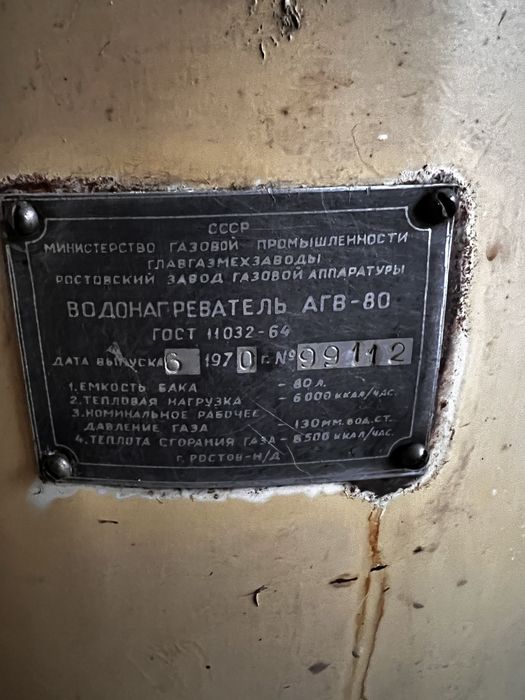 СССР
МИНИСТЕРСТВО ГАЗОВОЙ ПРОМЫШЛЕННОСТИ
ГЛАВГАЗМЕХЗАВОДЫ
РОСТОВСКИЙ ЗАВОД ГАЗОВОЙ АППАРАТУРЫ
ВОДОНАГРЕВАТЕЛЬ АГВ-80
ГОСТ 11032-64
ДАТА ВЫПУСКА 6 1970 г. № 99112
1. ЕМКОСТЬ БАКА - 80 Л.
2. ТЕПЛОВАЯ НАГРУЗКА - 6000 ККАЛ/ЧАС.
3. НОМИНАЛЬНОЕ РАБОЧЕЕ
ДАВЛЕНИЕ ГАЗА - 130 ММ. ВОД. СТ.
4. ТЕПЛОТА СГОРАНИЯ ГАЗА - 8500 ККАЛ/ЧАС.
Г. РОСТОВ-Н/Д